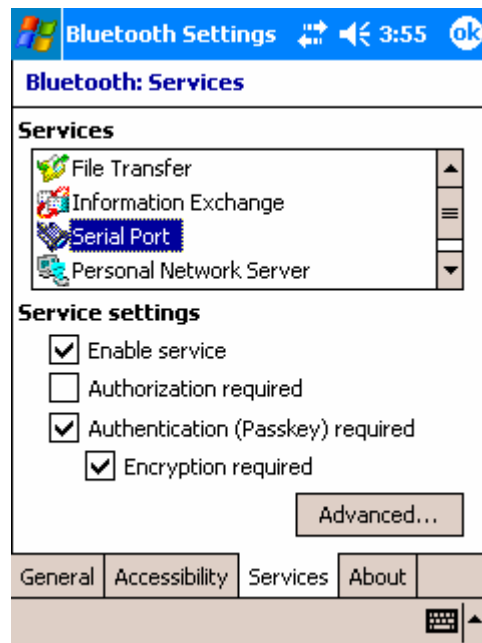 Bluetooth Settings 3:55 ok
Bluetooth: Services
Services
File Transfer
Information Exchange
Serial Port
Personal Network Server
Service settings
Enable service
Authorization required
Authentication (Passkey) required
Encryption required
Advanced...
General Accessibility Services About